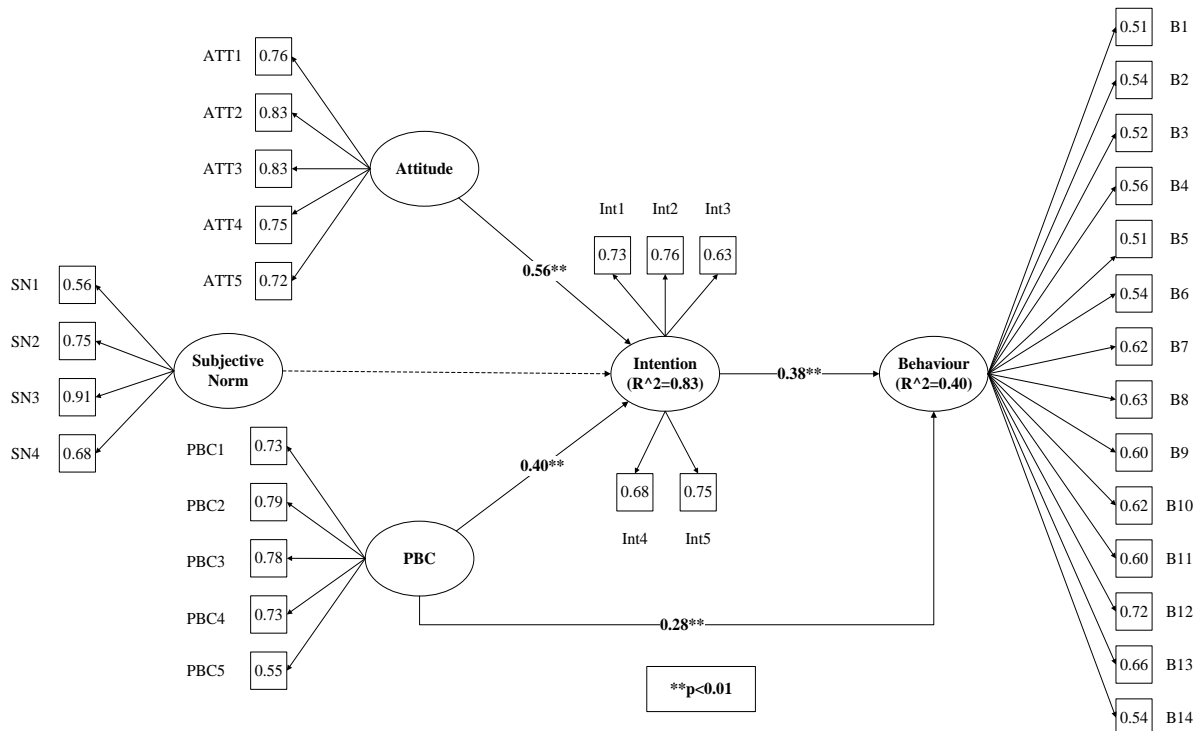 ATT1 0.76
ATT2 0.83
ATT3 0.83
ATT4 0.75
ATT5 0.72
Attitude
SN1 0.56
SN2 0.75
SN3 0.91
SN4 0.68
Subjective
Norm
PBC1 0.73
PBC2 0.79
PBC3 0.78
PBC4 0.73
PBC5 0.55
PBC
0.56**
0.40**
0.28**
Int1 Int2 Int3
0.73 0.76 0.63
Intention
(R^2=0.83)
0.68 0.75
Int4 Int5
0.38**
Behaviour
(R^2=0.40)
0.51 B1
0.54 B2
0.52 B3
0.56 B4
0.51 B5
0.54 B6
0.62 B7
0.63 B8
0.60 B9
0.62 B10
0.60 B11
0.72 B12
0.66 B13
0.54 B14
**p<0.01